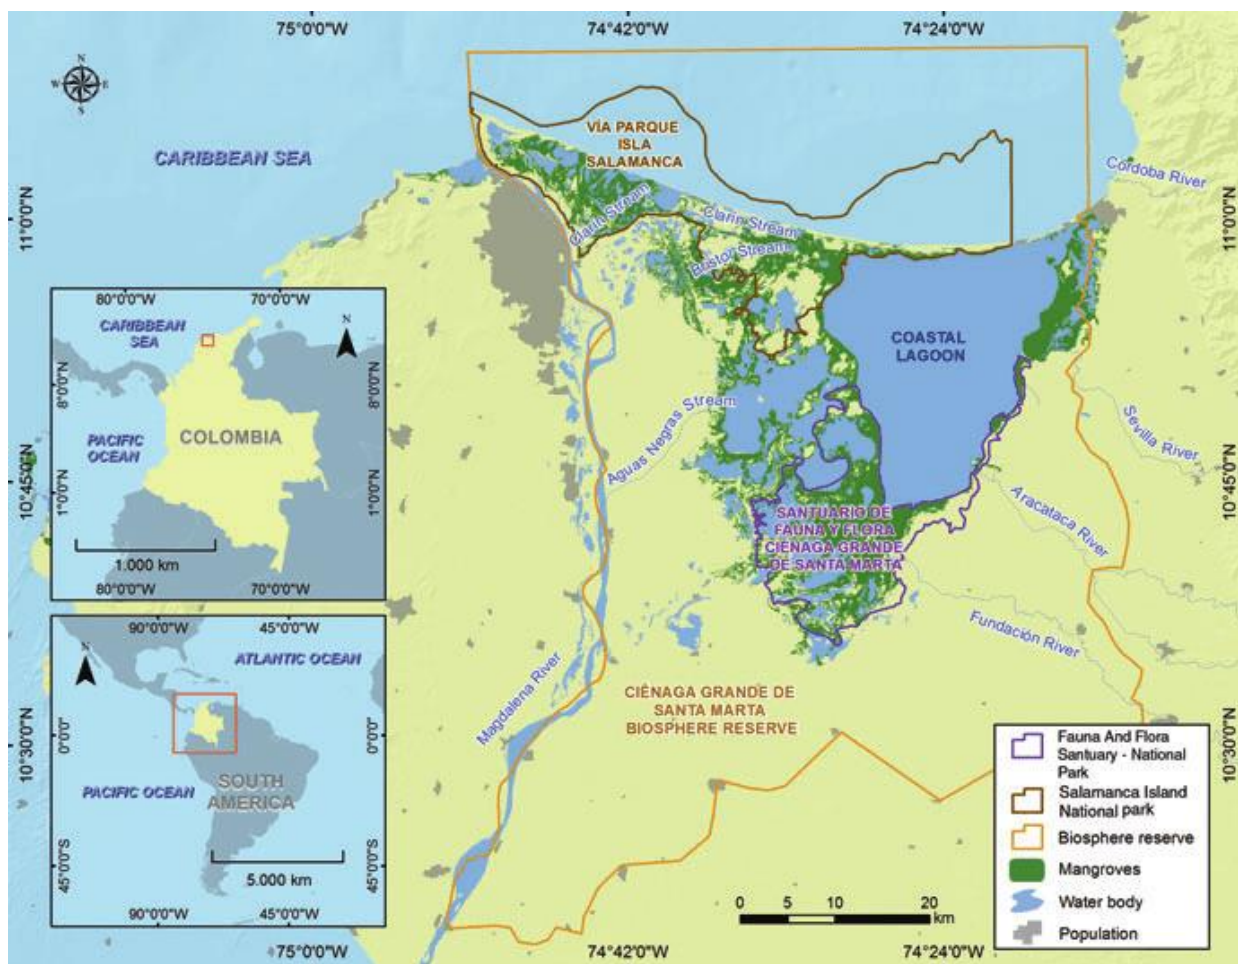 75°0'0"W
74°42'0"W
74°24'0"W
N
W
E
S
CARIBBEAN SEA
VÍA PARQUE
ISLA
SALAMANCA
Córdoba River
11°0'0"N
11°0'0"N
Clarín Stream
Clarín Stream
Bustor Stream
COASTAL
LAGOON
80°0'0"W
70°0'0"W
CARIBBEAN
SEA
N
8°0'0"N
8°0'0"N
PACIFIC
OCEAN
COLOMBIA
1°0'0"N
1°0'0"N
1.000 km
80°0'0"W
70°0'0"W
Aguas Negras Stream
Sevilla River
10°45'0"N
10°45'0"N
Aracataca River
SANTUARIO DE
FAUNA Y FLORA
CIÉNAGA GRANDE
DE SANTA MARTA
Fundación River
90°0'0"W
45°0'0"W
N
ATLANTIC OCEAN
0°0'0"
0°0'0"
PACIFIC OCEAN
SOUTH
AMERICA
5.000 km
45°0'0"S
45°0'0"S
90°0'0"W
45°0'0"W
Magdalena River
CIÉNAGA GRANDE DE
SANTA MARTA
BIOSPHERE RESERVE
10°30'0"N
10°30'0"N
Fauna And Flora
Santuary - National
Park
Salamanca Island
National park
Biosphere reserve
Mangroves
Water body
Population
0 5 10 20
km
75°0'0"W
74°42'0"W
74°24'0"W